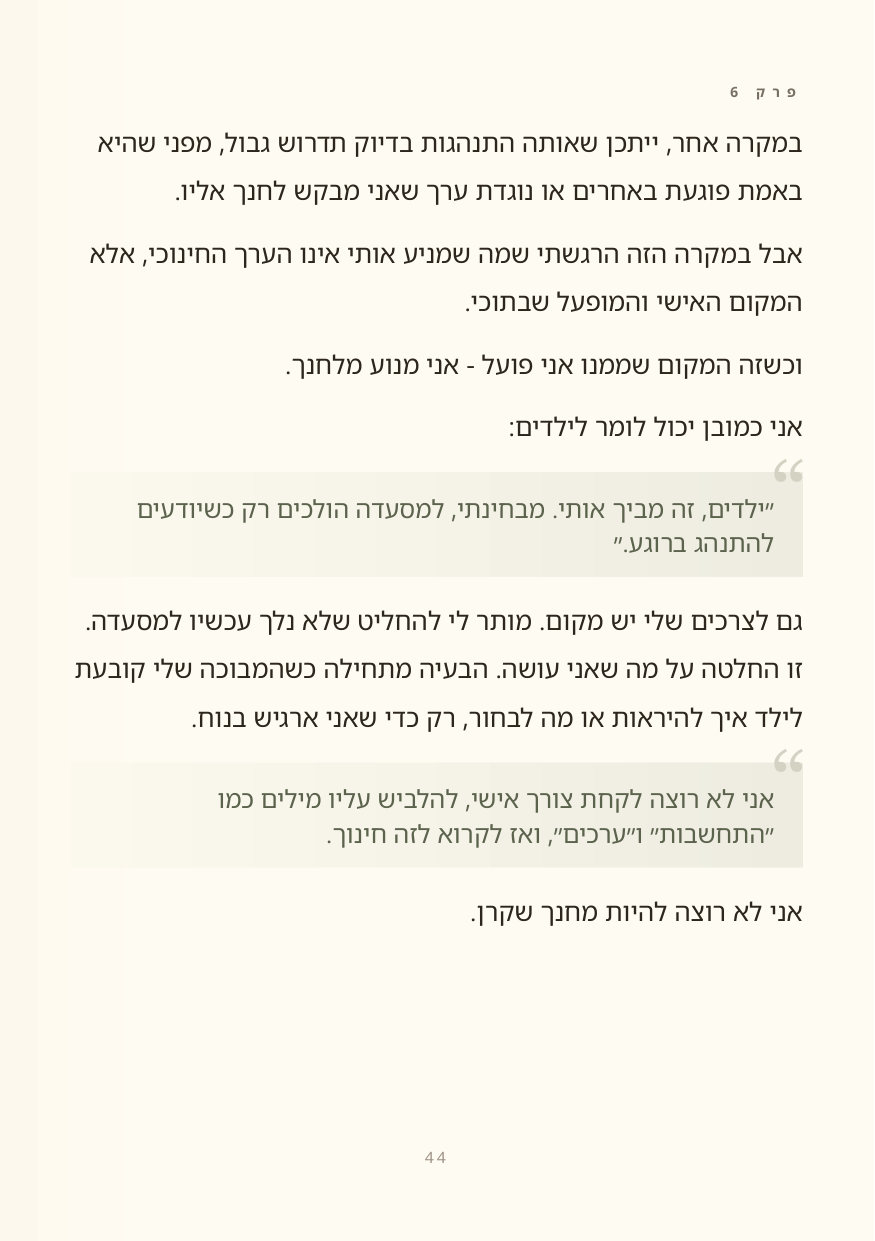 פרק 6
במקרה אחר, ייתכן שאותה התנהגות בדיוק תדרוש גבול, מפני שהיא
באמת פוגעת באחרים או נוגדת ערך שאני מבקש לחנך אליו.
אבל במקרה הזה הרגשתי שמה שמניע אותי אינו הערך החינוכי, אלא
המקום האישי והמופעל שבתוכי.
וכשזה המקום שממנו אני פועל - אני מנוע מלחנך.
אני כמובן יכול לומר לילדים:
“
״ילדים, זה מביך אותי. מבחינתי, למסעדה הולכים רק כשיודעים
להתנהג ברוגע.״
גם לצרכים שלי יש מקום. מותר לי להחליט שלא נלך עכשיו למסעדה.
זו החלטה על מה שאני עושה. הבעיה מתחילה כשהמבוכה שלי קובעת
לילד איך להיראות או מה לבחור, רק כדי שאני ארגיש בנוח.
“
אני לא רוצה לקחת צורך אישי, להלביש עליו מילים כמו
״התחשבות״ ו״ערכים״, ואז לקרוא לזה חינוך.
אני לא רוצה להיות מחנך שקרן.
44